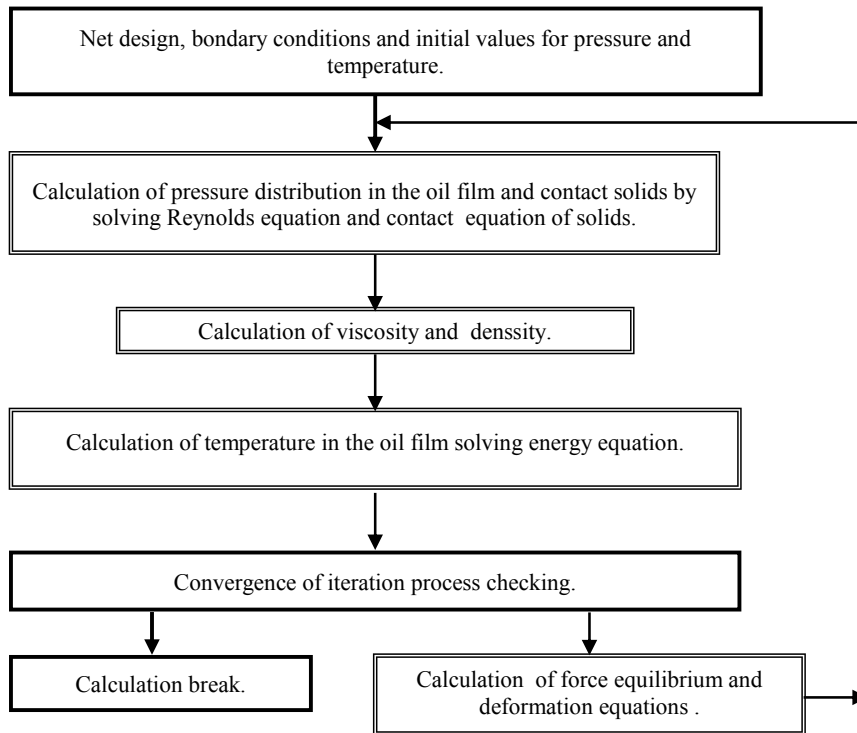 Net design, bondary conditions and initial values for pressure and
temperature.
Calculation of pressure distribution in the oil film and contact solids by
solving Reynolds equation and contact equation of solids.
Calculation of viscosity and denssity.
Calculation of temperature in the oil film solving energy equation.
Convergence of iteration process checking.
Calculation break.
Calculation of force equilibrium and
deformation equations .